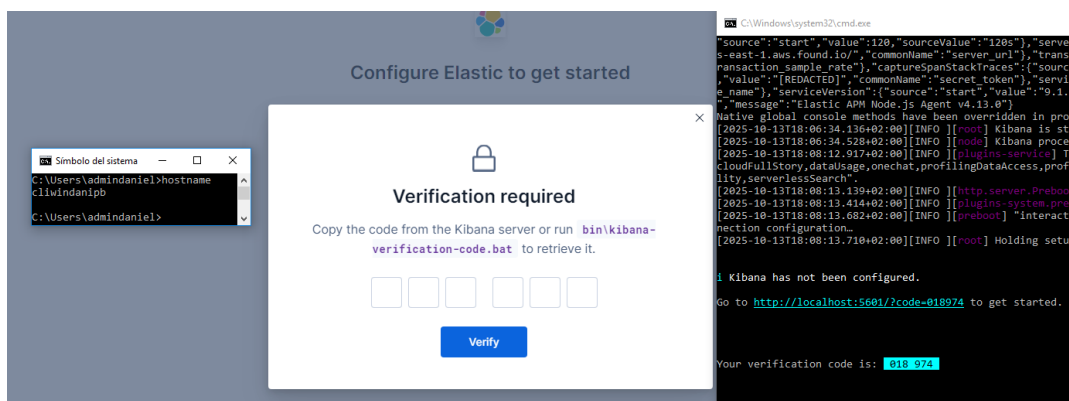 Configure Elastic to get started
Símbolo del sistema
C:\Users\admindaniel>hostname
cliwindanipb
C:\Users\admindaniel>
Verification required
Copy the code from the Kibana server or run bin\kibana-
verification-code.bat to retrieve it.
Verify
C:\Windows\system32\cmd.exe
"source":"start","value":120,"sourceValue":"120s"},"serve
s-east-1.aws.found.io/","commonName":"server_url"},"trans
ransaction_sample_rate"},"captureSpanStackTraces":{"sourc
,"value":"[REDACTED]","commonName":"secret_token"},"servi
e_name"},"serviceVersion":{"source":"start","value":"9.1.
","message":"Elastic APM Node.js Agent v4.13.0"}
Native global console methods have been overridden in pro
[2025-10-13T18:06:34.136+02:00][INFO ][root] Kibana is st
[2025-10-13T18:06:34.528+02:00][INFO ][node] Kibana proce
[2025-10-13T18:08:12.917+02:00][INFO ][plugins-service] T
cloudFullStory,dataUsage,onechat,profilingDataAccess,prof
lity,serverlessSearch".
[2025-10-13T18:08:13.139+02:00][INFO ][http.server.Preboo
[2025-10-13T18:08:13.414+02:00][INFO ][plugins-system.pre
[2025-10-13T18:08:13.682+02:00][INFO ][preboot] "interact
nection configuration…
[2025-10-13T18:08:13.710+02:00][INFO ][root] Holding setu
i Kibana has not been configured.
Go to http://localhost:5601/?code=018974 to get started.
Your verification code is: 018 974